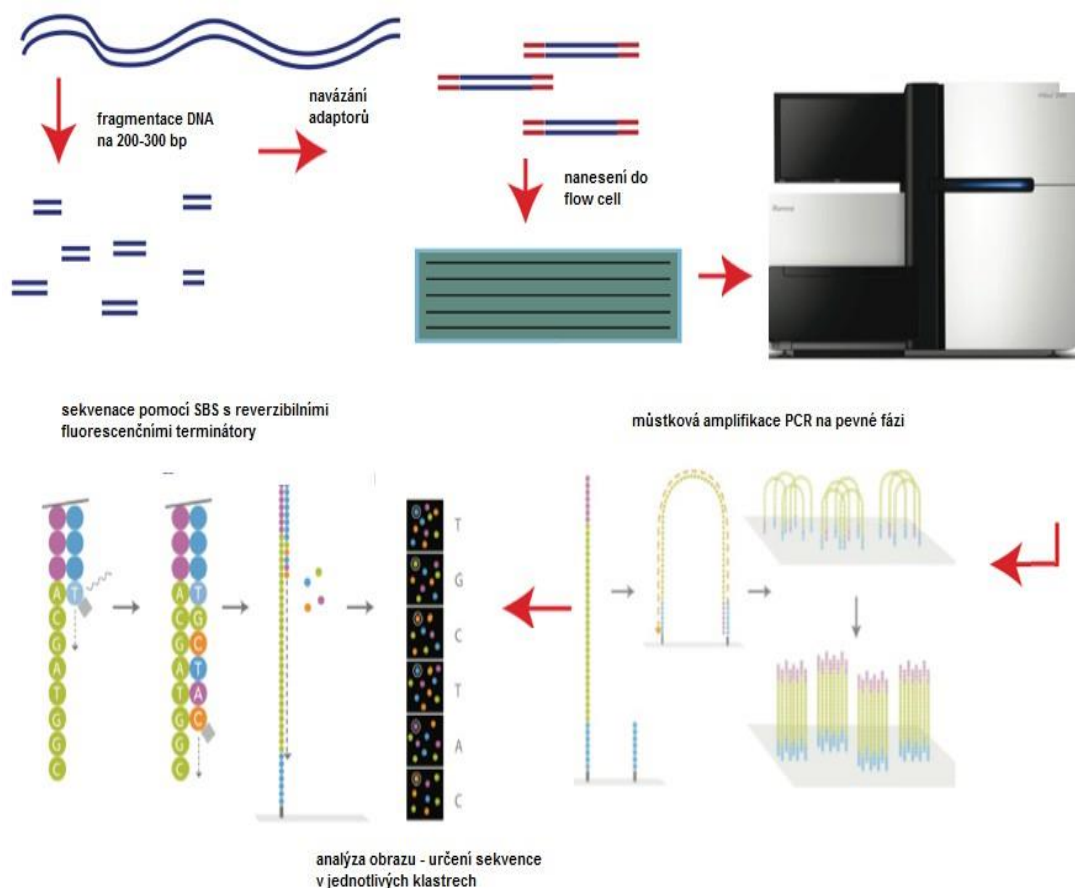 fragmentace DNA
na 200-300 bp
navázání
adaptorů
nanesení do
flow cell
sekvenace pomocí SBS s reverzibilními
fluorescenčními terminátory
můstková amplifikace PCR na pevné fázi
T
A
C
G
A
T
G
G
C
A
C
G
A
T
G
G
C
T
G
C
T
A
C
T
G
C
T
A
C
analýza obrazu - určení sekvence
v jednotlivých klastrech